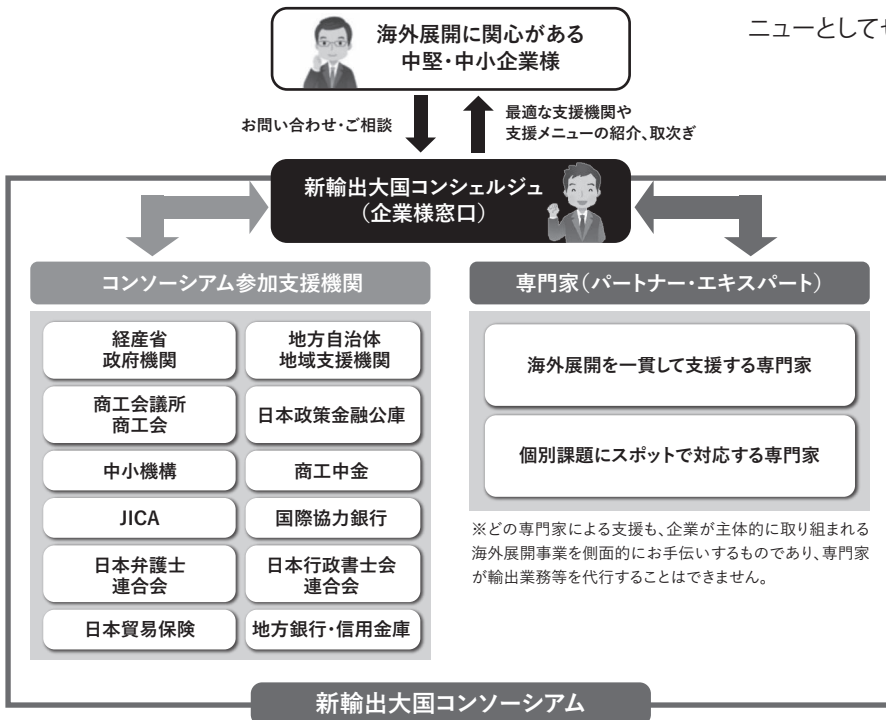 海外展開に関心がある
中堅・中小企業様
ニューとしてセ
お問い合わせ・ご相談
最適な支援機関や
支援メニューの紹介、取次ぎ
新輸出大国コンシェルジュ
（企業様窓口）
コンソーシアム参加支援機関
経産省
政府機関
地方自治体
地域支援機関
商工会議所
商工会
日本政策金融公庫
中小機構
商工中金
JICA
国際協力銀行
日本弁護士
連合会
日本行政書士会
連合会
日本貿易保険
地方銀行・信用金庫
専門家（パートナー・エキスパート）
海外展開を一貫して支援する専門家
個別課題にスポットで対応する専門家
※どの専門家による支援も、企業が主体的に取り組まれる
海外展開事業を側面的にお手伝いするものであり、専門家
が輸出業務等を代行することはできません。
新輸出大国コンソーシアム